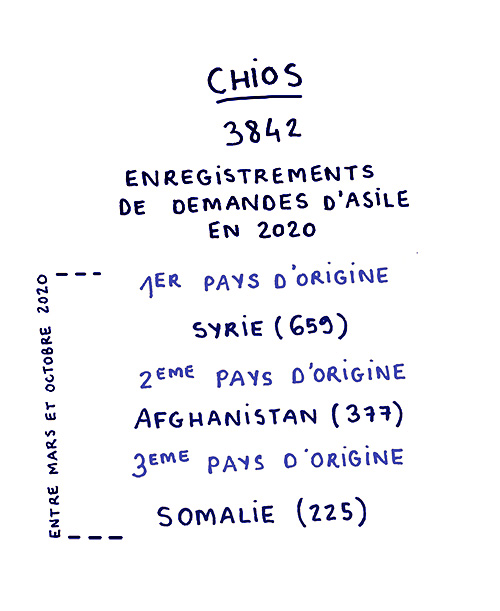 CHIOS
3842
ENREGISTREMENTS
DE DEMANDES D'ASILE
EN 2020
1ER PAYS D'ORIGINE
SYRIE (659)
2EME PAYS D'ORIGINE
AFGHANISTAN (377)
3EME PAYS D'ORIGINE
SOMALIE (225)
ENTRE MARS ET OCTOBRE 2020